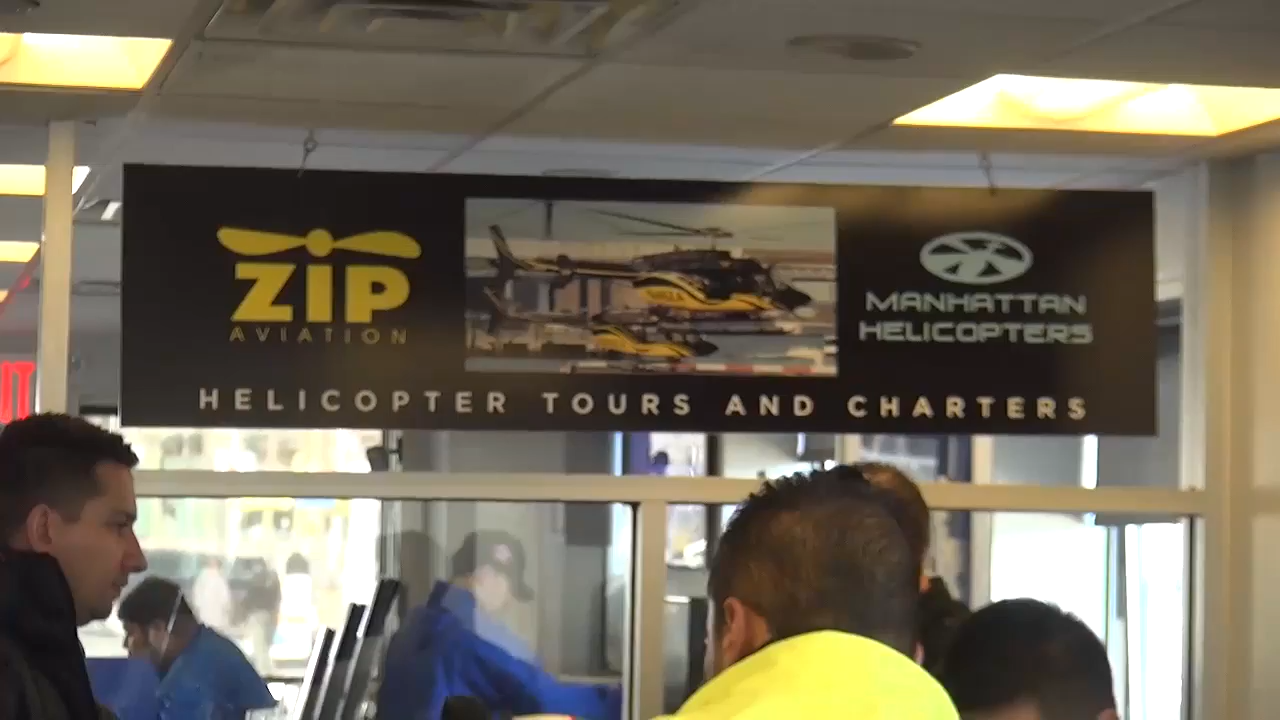 ZIP
AVIATION
MANHATTAN
HELICOPTERS
HELICOPTER TOURS AND CHARTERS